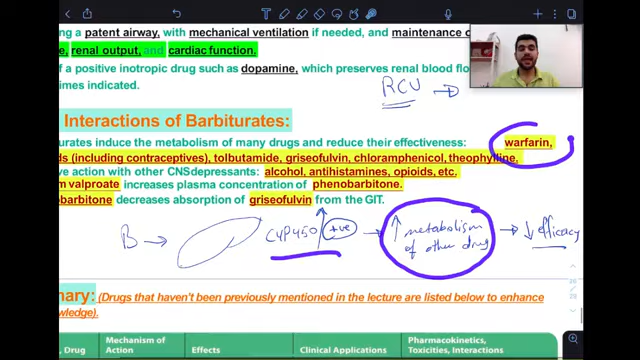 ing a patent airway, with mechanical ventilation if needed, and maintenance
renal output, and cardiac function.
of a positive inotropic drug such as dopamine, which preserves renal blood
times indicated.
RCU
Interactions of Barbiturates:
urates induce the metabolism of many drugs and reduce their effectiveness: warfarin,
ds (including contraceptives), tolbutamide, griseofulvin, chloramphenicol, theophylline,
ve action with other CNS depressants: alcohol, antihistamines, opioids, etc.
m valproate increases plasma concentration of phenobarbitone.
obarbitone decreases absorption of griseofulvin from the GIT.
B → CYP450 ↑ +ve → ↑ metabolism of other drug → ↓ efficacy
mary: (Drugs that haven't been previously mentioned in the lecture are listed below to enhance
wledge).
Drug Mechanism of Action Effects Clinical Applications Pharmacokinetics, Toxicities, Interactions